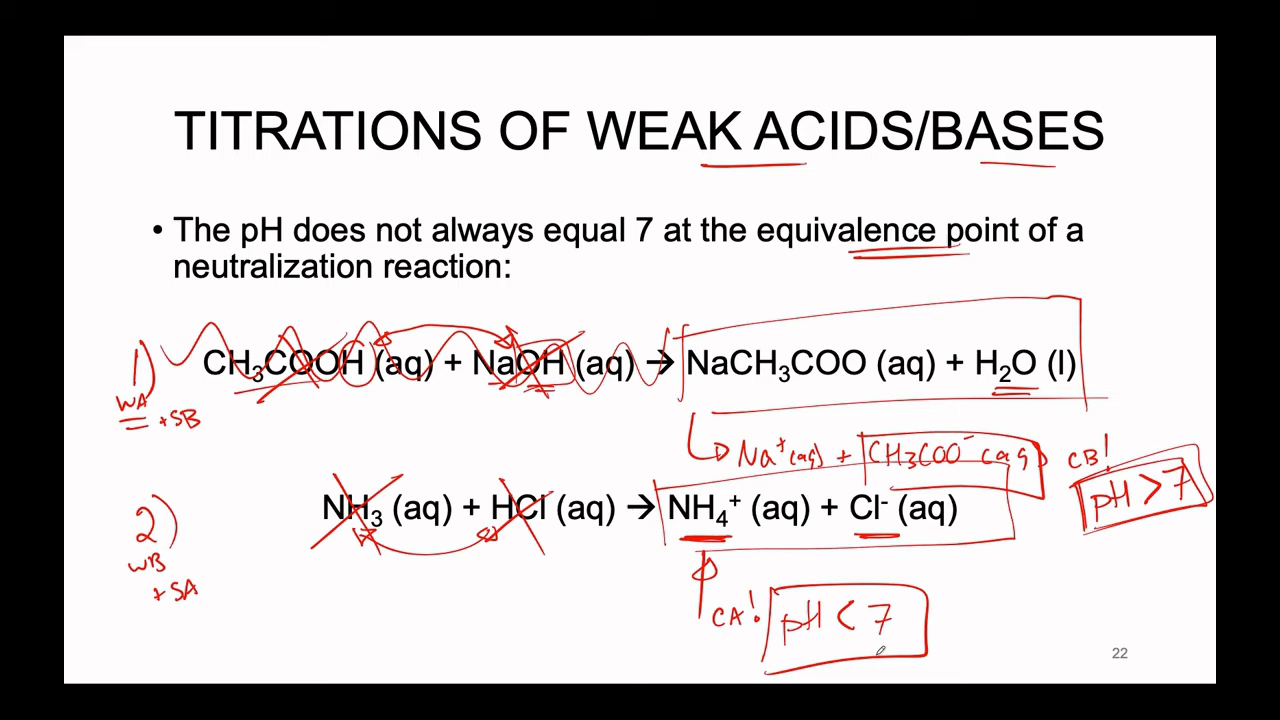 TITRATIONS OF WEAK ACIDS/BASES
• The pH does not always equal 7 at the equivalence point of a
neutralization reaction:
1) CH₃COOH (aq) + NaOH (aq) → NaCH₃COO (aq) + H₂O (l)
WA
+SB
Na⁺(aq) + CH₃COO⁻(aq) CB!
pH > 7
2) NH₃ (aq) + HCl (aq) → NH₄⁺ (aq) + Cl⁻ (aq)
WB
+SA
CA! pH < 7
22